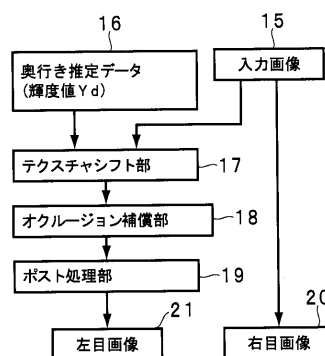 16
15
奥行き推定データ
(輝度値Yd)
入力画像
テクスチャシフト部
17
オクルージョン補償部
18
ポスト処理部
19
21
20
左目画像
右目画像